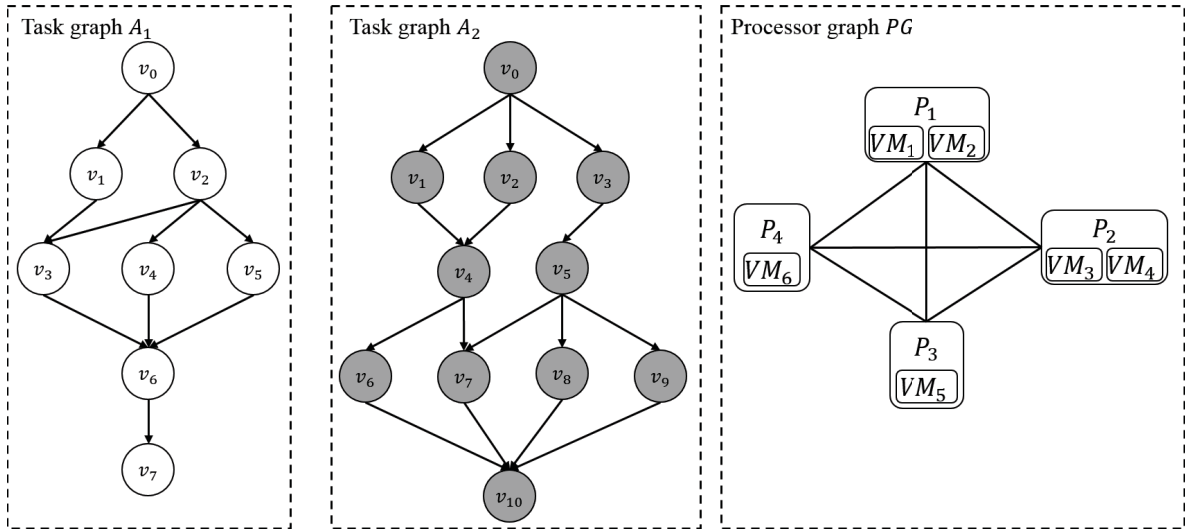 Task graph A₁
v₀
v₁ v₂
v₃ v₄ v₅
v₆
v₇
Task graph A₂
v₀
v₁ v₂ v₃
v₄ v₅
v₆ v₇ v₈ v₉
v₁₀
Processor graph PG
P₁
VM₁ VM₂
P₄
VM₆
P₂
VM₃ VM₄
P₃
VM₅